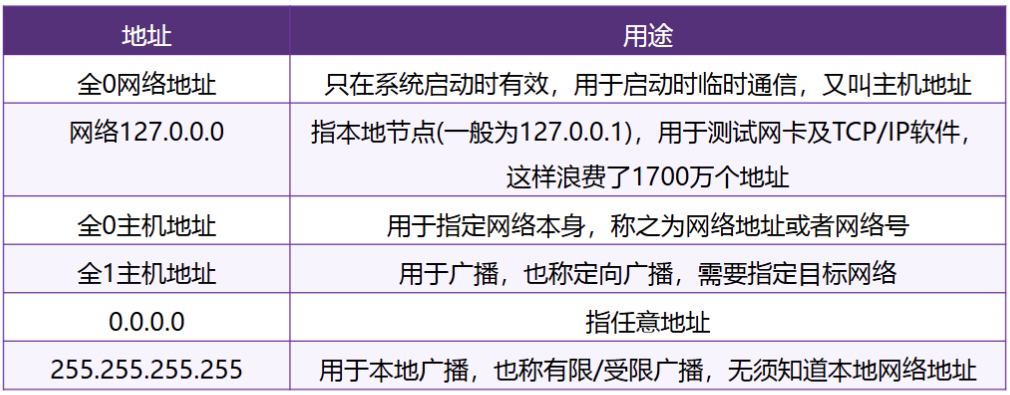 地址 用途
全0网络地址 只在系统启动时有效，用于启动时临时通信，又叫主机地址
网络127.0.0.0 指本地节点(一般为127.0.0.1)，用于测试网卡及TCP/IP软件，
这样浪费了1700万个地址
全0主机地址 用于指定网络本身，称之为网络地址或者网络号
全1主机地址 用于广播，也称定向广播，需要指定目标网络
0.0.0.0 指任意地址
255.255.255.255 用于本地广播，也称有限/受限广播，无须知道本地网络地址